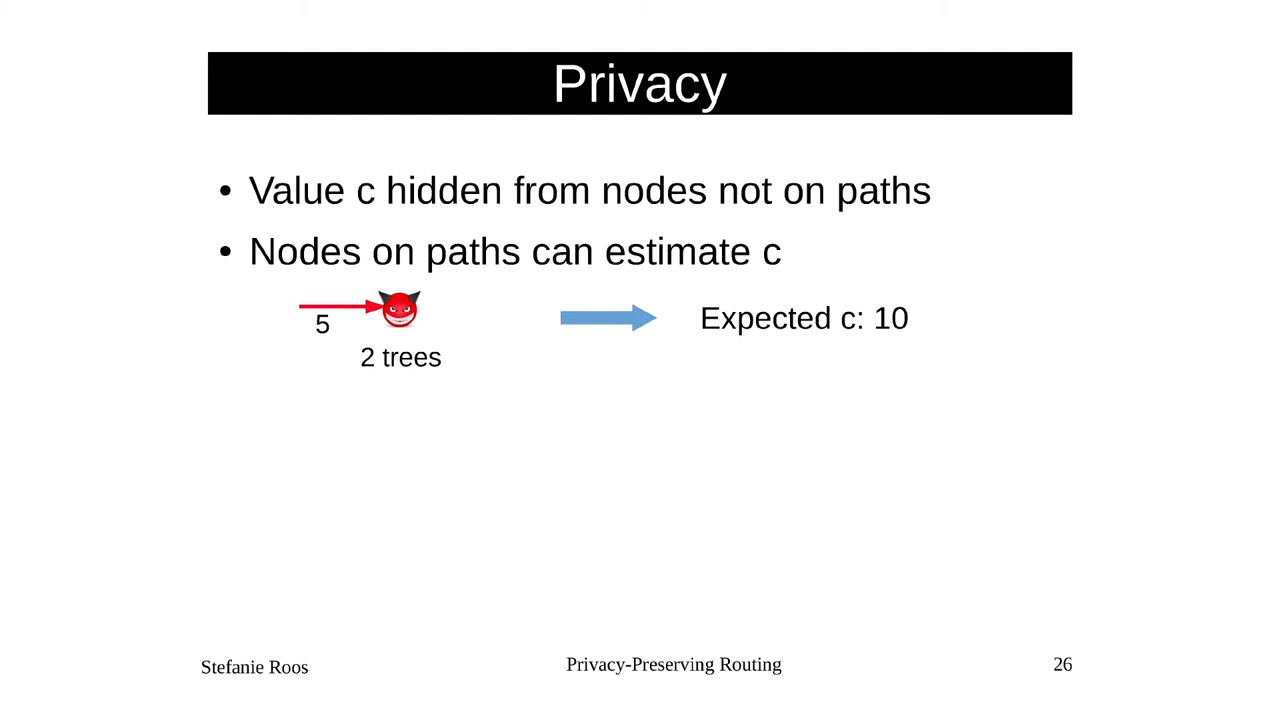 Privacy
• Value c hidden from nodes not on paths
• Nodes on paths can estimate c
5
2 trees
Expected c: 10
Stefanie Roos
Privacy-Preserving Routing
26